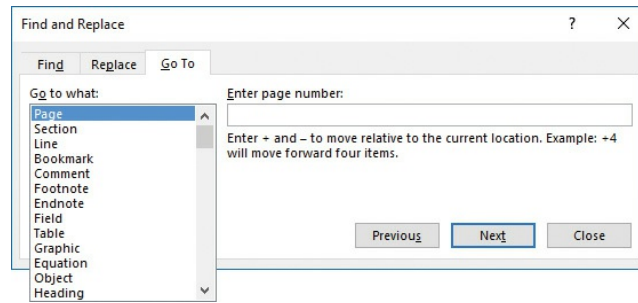 Find and Replace
Find Replace Go To
Go to what:
Page
Section
Line
Bookmark
Comment
Footnote
Endnote
Field
Table
Graphic
Equation
Object
Heading
Enter page number:
Enter + and – to move relative to the current location. Example: +4
will move forward four items.
Previous Next Close